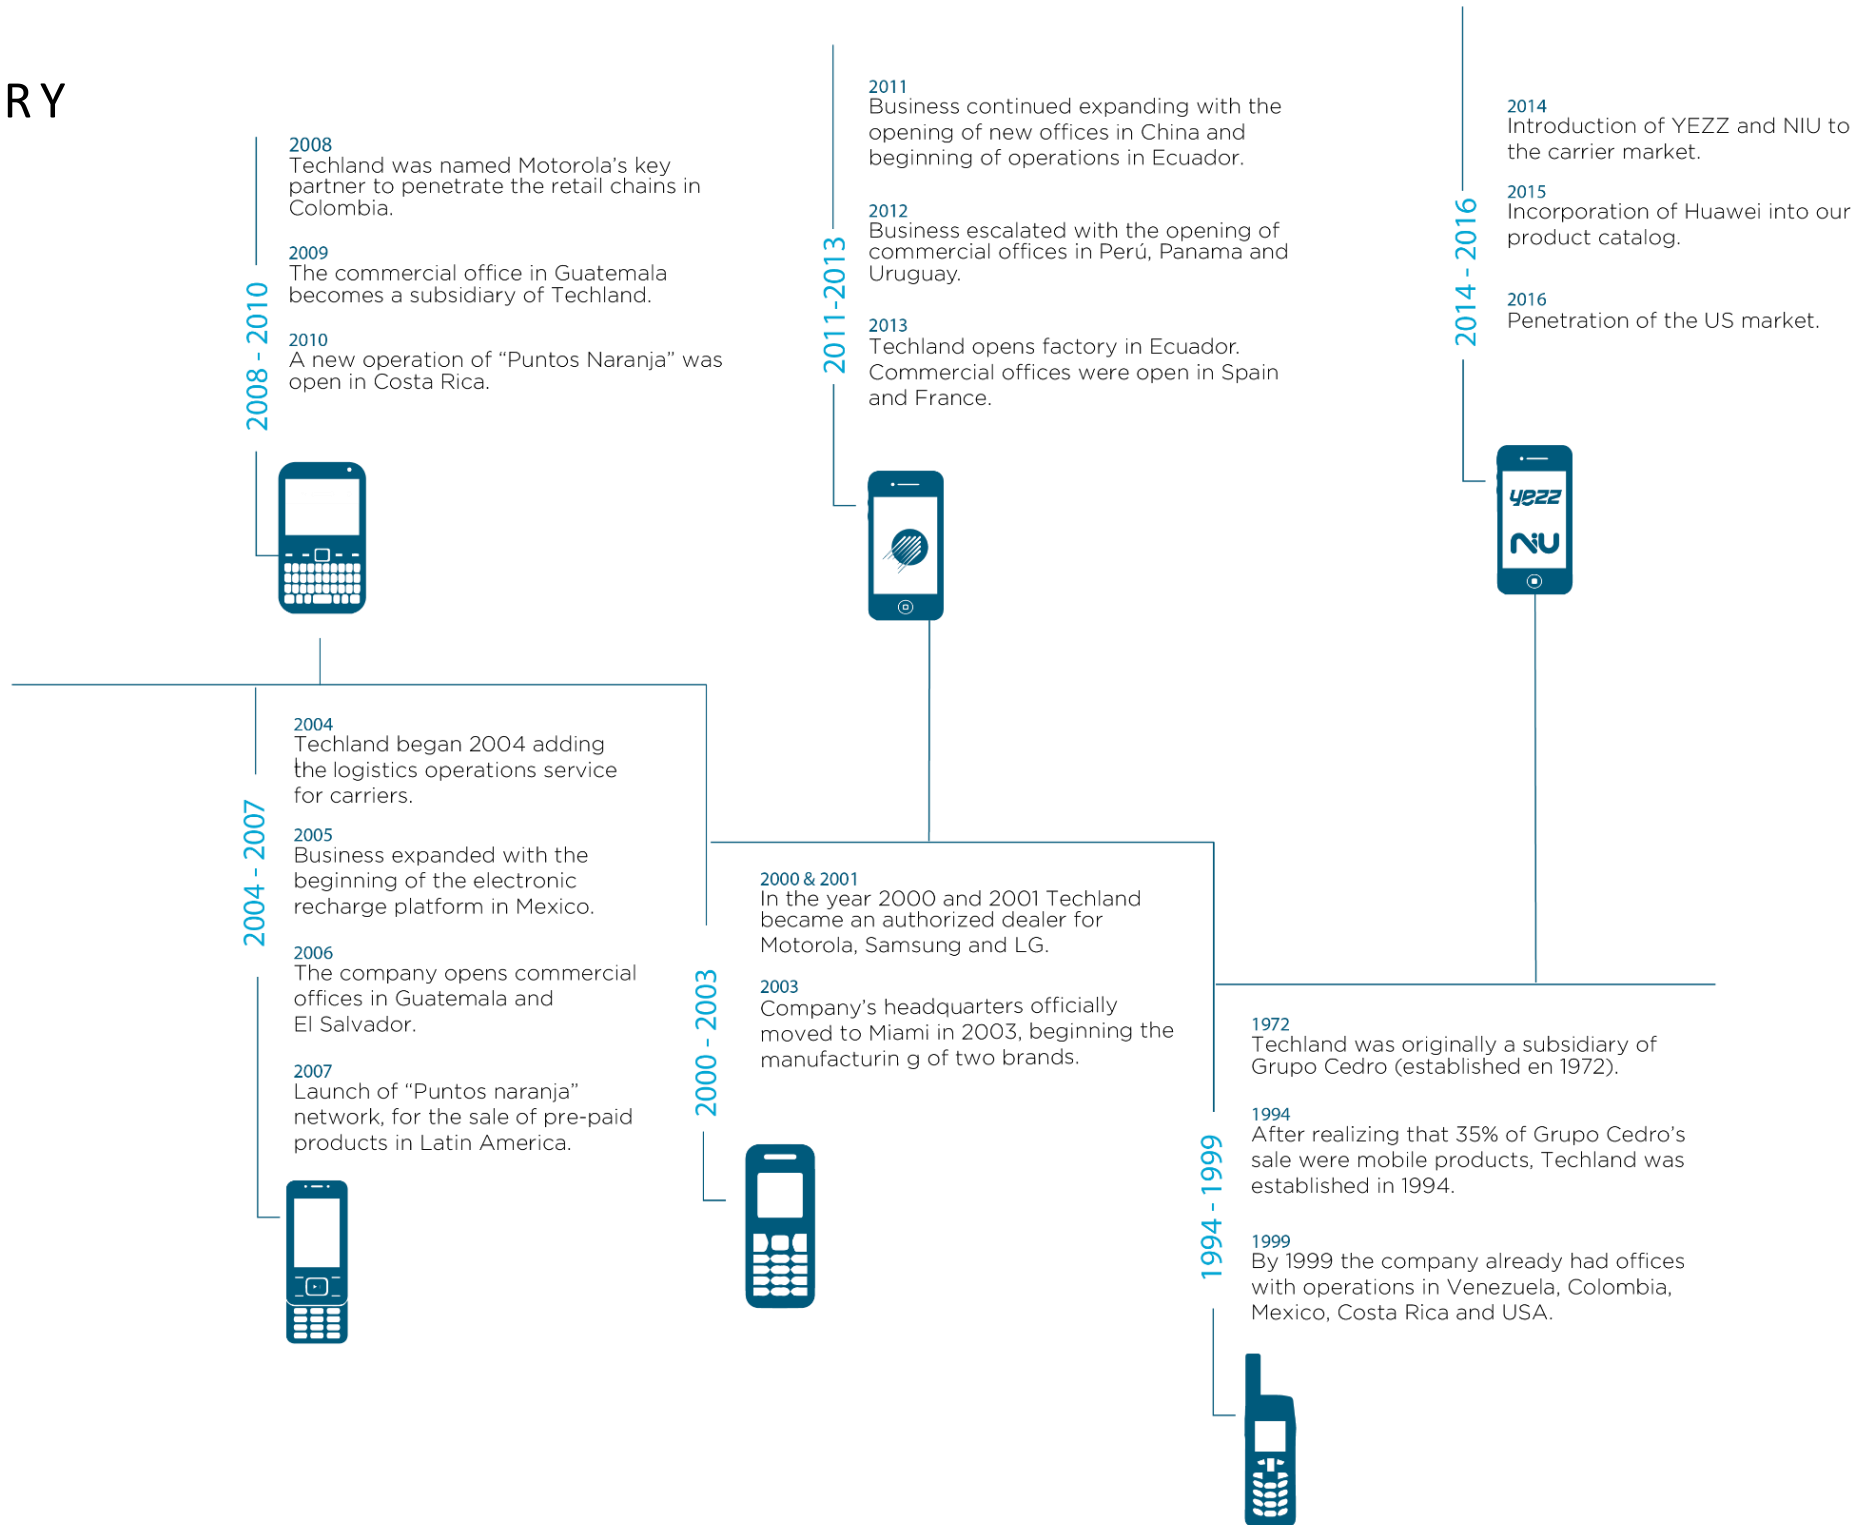 RY
2008
Techland was named Motorola's key
partner to penetrate the retail chains in
Colombia.
2009
The commercial office in Guatemala
becomes a subsidiary of Techland.
2010
A new operation of “Puntos Naranja” was
open in Costa Rica.
2008 - 2010
2011
Business continued expanding with the
opening of new offices in China and
beginning of operations in Ecuador.
2012
Business escalated with the opening of
commercial offices in Perú, Panama and
Uruguay.
2013
Techland opens factory in Ecuador.
Commercial offices were open in Spain
and France.
2011-2013
2014
Introduction of YEZZ and NIU to
the carrier market.
2015
Incorporation of Huawei into our
product catalog.
2016
Penetration of the US market.
2014 - 2016
yezz
NIU
2004
Techland began 2004 adding
the logistics operations service
for carriers.
2005
Business expanded with the
beginning of the electronic
recharge platform in Mexico.
2006
The company opens commercial
offices in Guatemala and
El Salvador.
2007
Launch of “Puntos naranja”
network, for the sale of pre-paid
products in Latin America.
2004 - 2007
2000 & 2001
In the year 2000 and 2001 Techland
became an authorized dealer for
Motorola, Samsung and LG.
2003
Company's headquarters officially
moved to Miami in 2003, beginning the
manufacturin g of two brands.
2000 - 2003
1972
Techland was originally a subsidiary of
Grupo Cedro (established en 1972).
1994
After realizing that 35% of Grupo Cedro's
sale were mobile products, Techland was
established in 1994.
1999
By 1999 the company already had offices
with operations in Venezuela, Colombia,
Mexico, Costa Rica and USA.
1994 - 1999